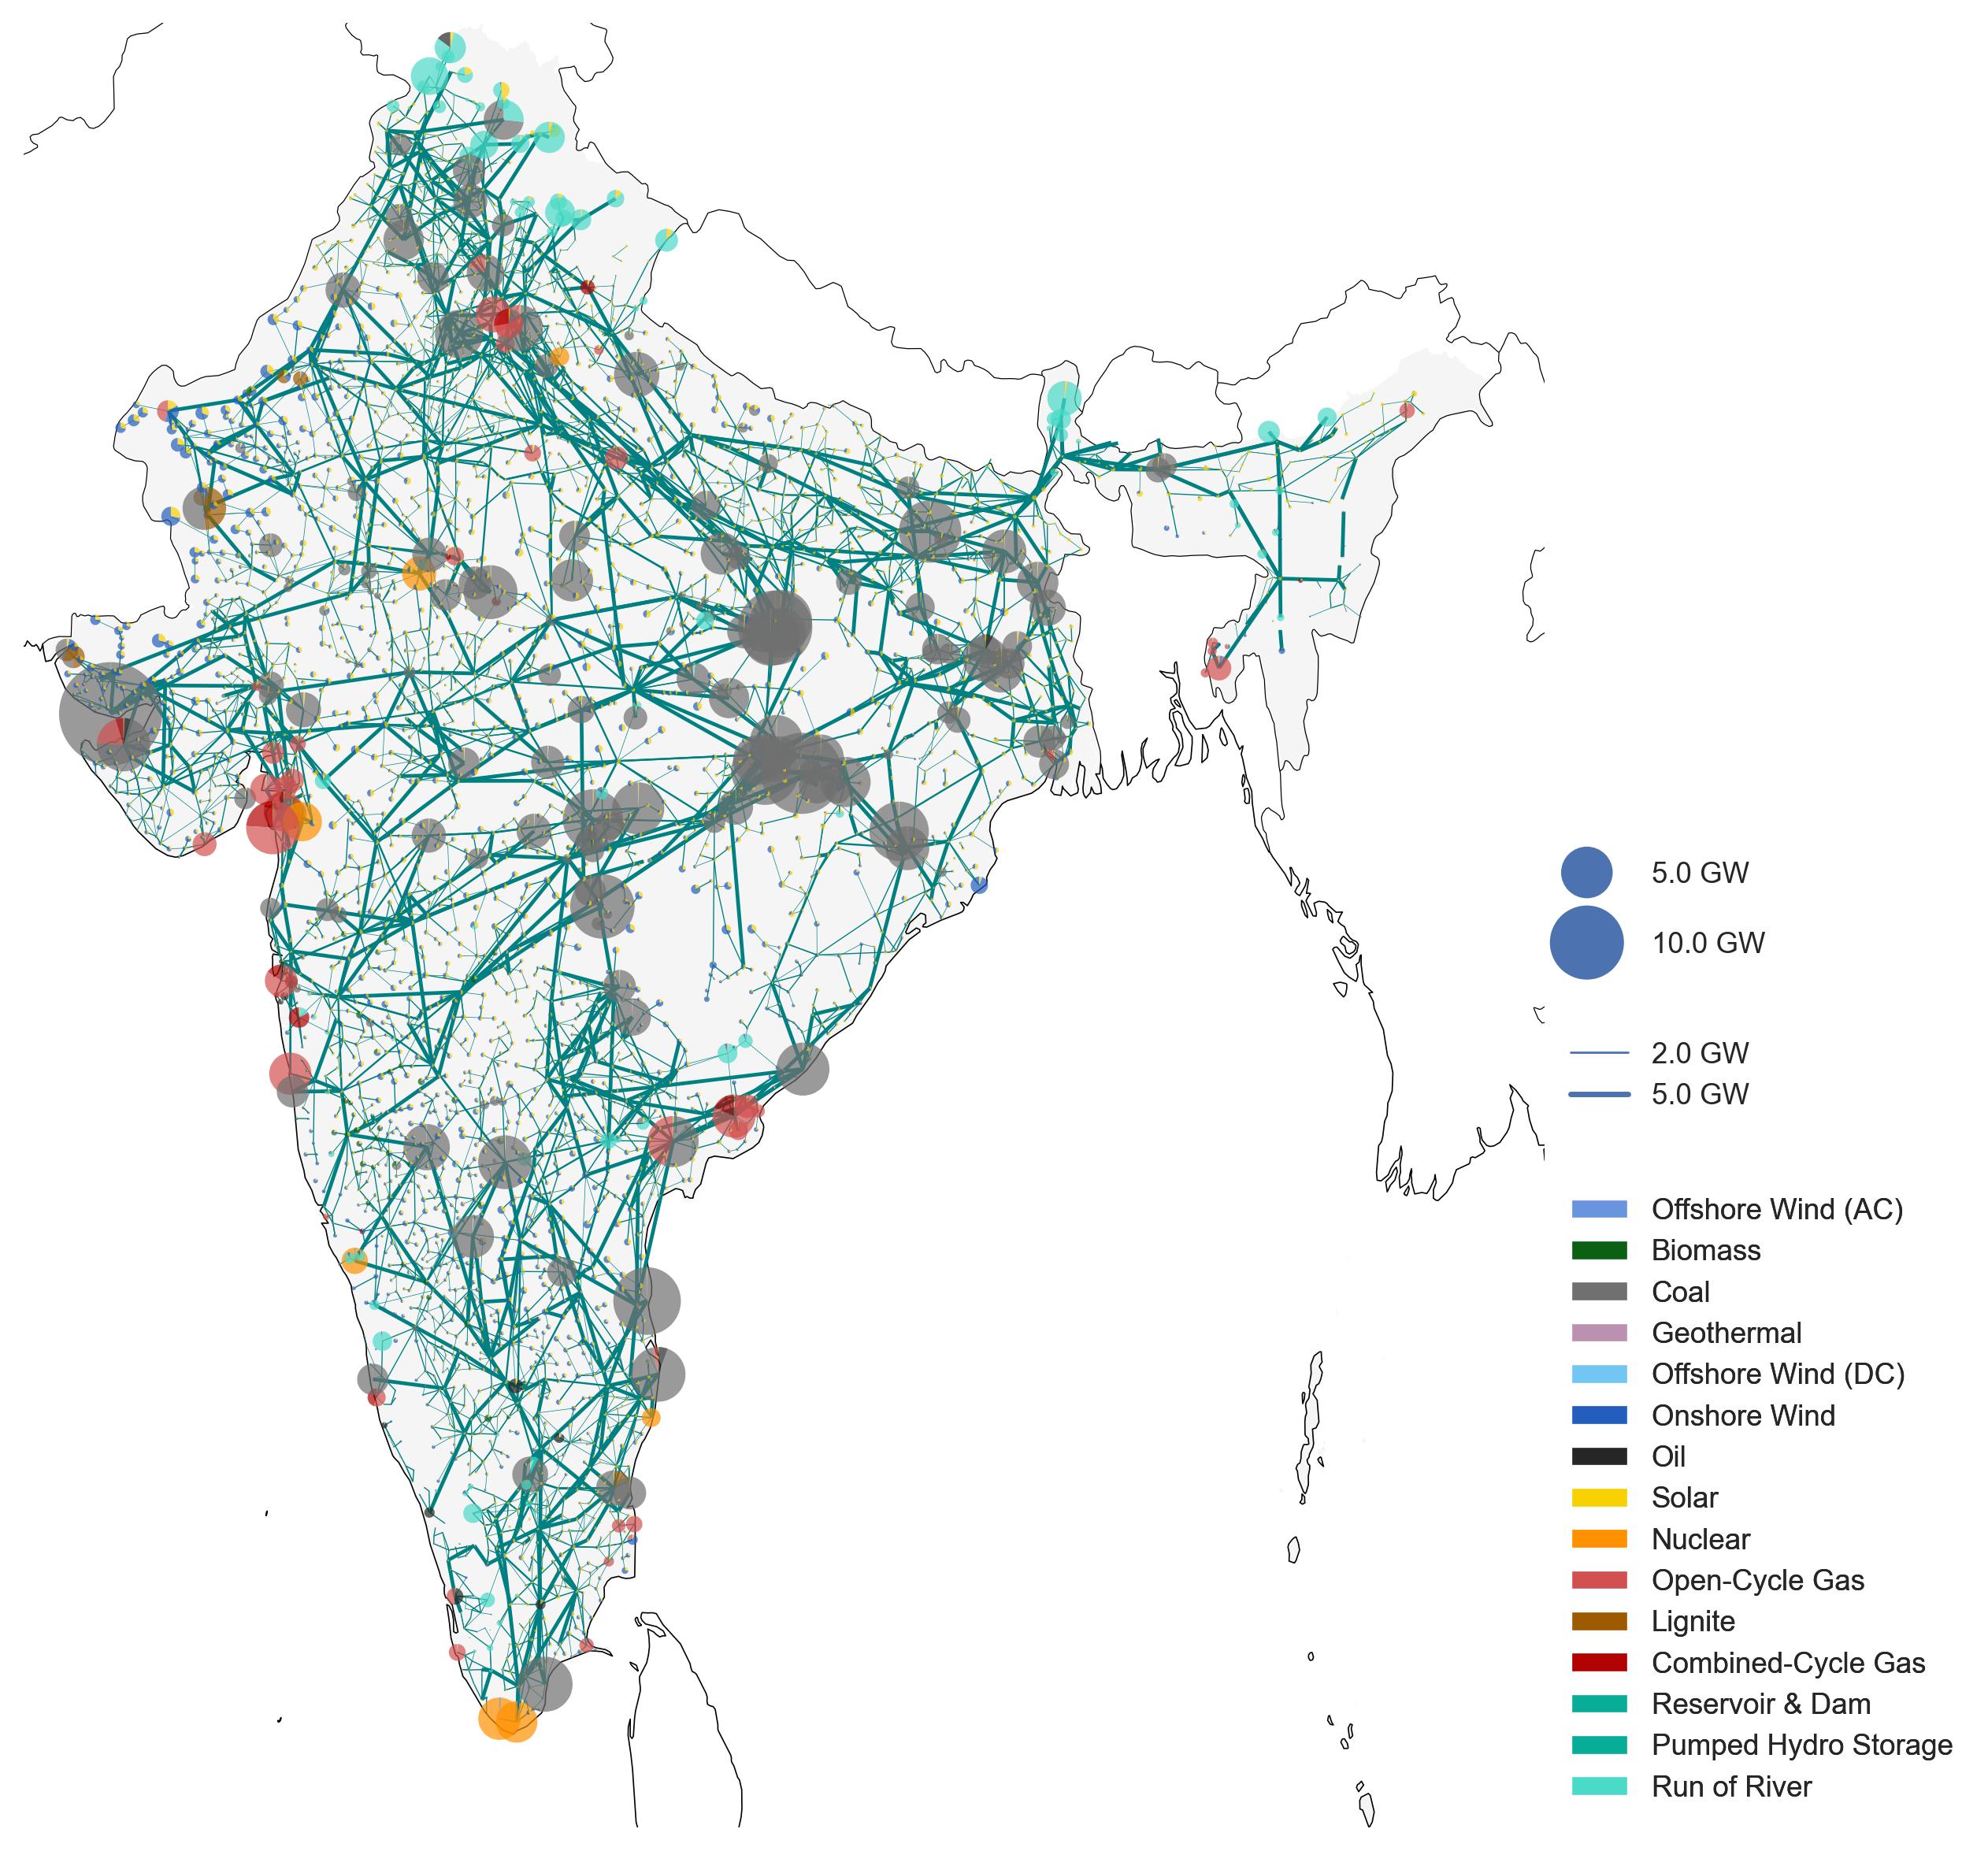 5.0 GW
10.0 GW
2.0 GW
5.0 GW
Offshore Wind (AC)
Biomass
Coal
Geothermal
Offshore Wind (DC)
Onshore Wind
Oil
Solar
Nuclear
Open-Cycle Gas
Lignite
Combined-Cycle Gas
Reservoir & Dam
Pumped Hydro Storage
Run of River